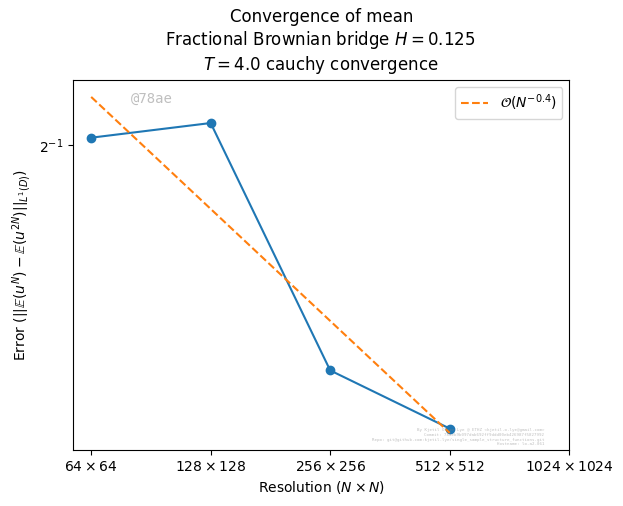 Convergence of mean
Fractional Brownian bridge H = 0.125
T = 4.0 cauchy convergence
@78ae
O(N^{-0.4})
2^{-1}
Error (||𝔼(u^N) − 𝔼(u^{2N})||_{L^1(D)})
64 × 64
128 × 128
256 × 256
512 × 512
1024 × 1024
Resolution (N × N)